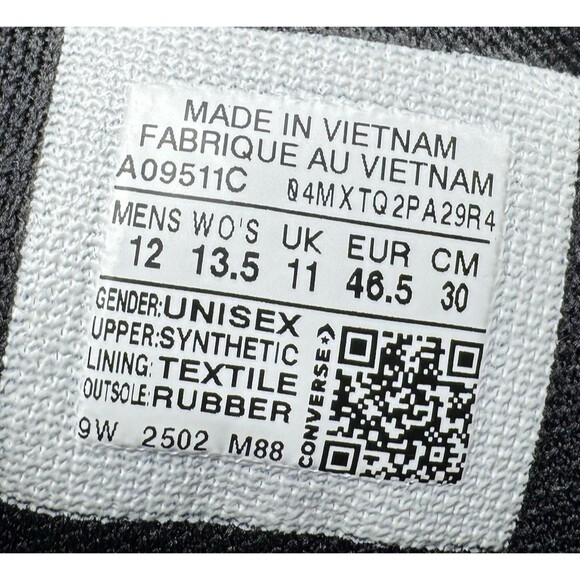 MADE IN VIETNAM
FABRIQUE AU VIETNAM
A09511C 04MXTQ2PA29R4
MENS WO'S UK EUR CM
12 13.5 11 46.5 30
GENDER:UNISEX
UPPER:SYNTHETIC
LINING:TEXTILE
OUTSOLE:RUBBER
9W 2502 M88
CONVERSE